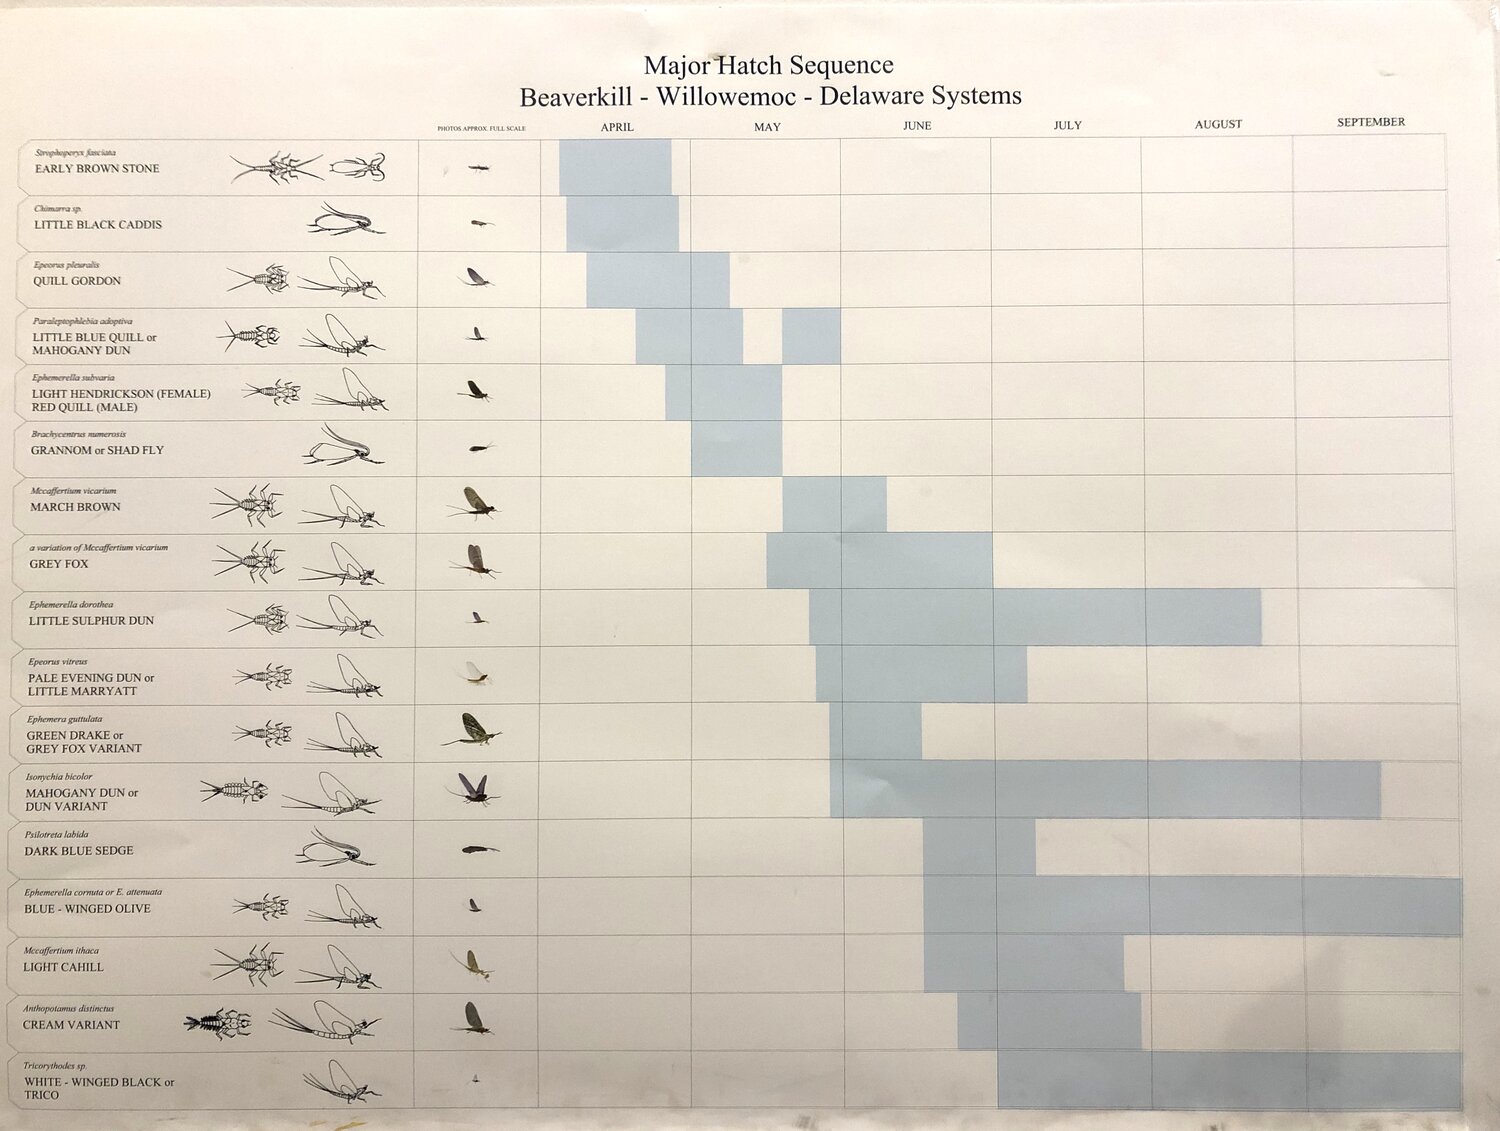 Major Hatch Sequence
Beaverkill - Willowemoc - Delaware Systems
PHOTOS APPROX. FULL SCALE
APRIL
MAY
JUNE
JULY
AUGUST
SEPTEMBER
Strophoperyx fasciata
EARLY BROWN STONE
Chimarra sp.
LITTLE BLACK CADDIS
Epeorus pleuralis
QUILL GORDON
Paraleptophlebia adoptiva
LITTLE BLUE QUILL or
MAHOGANY DUN
Ephemerella subvaria
LIGHT HENDRICKSON (FEMALE)
RED QUILL (MALE)
Brachycentrus numerosis
GRANNOM or SHAD FLY
Mccaffertium vicarium
MARCH BROWN
a variation of Mccaffertium vicarium
GREY FOX
Ephemerella dorothea
LITTLE SULPHUR DUN
Epeorus vitreus
PALE EVENING DUN or
LITTLE MARRYATT
Ephemera guttulata
GREEN DRAKE or
GREY FOX VARIANT
Isonychia bicolor
MAHOGANY DUN or
DUN VARIANT
Psilotreta labida
DARK BLUE SEDGE
Ephemerella cornuta or E. attenuata
BLUE - WINGED OLIVE
Mccaffertium ithaca
LIGHT CAHILL
Anthopotamus distinctus
CREAM VARIANT
Tricorythodes sp.
WHITE - WINGED BLACK or
TRICO